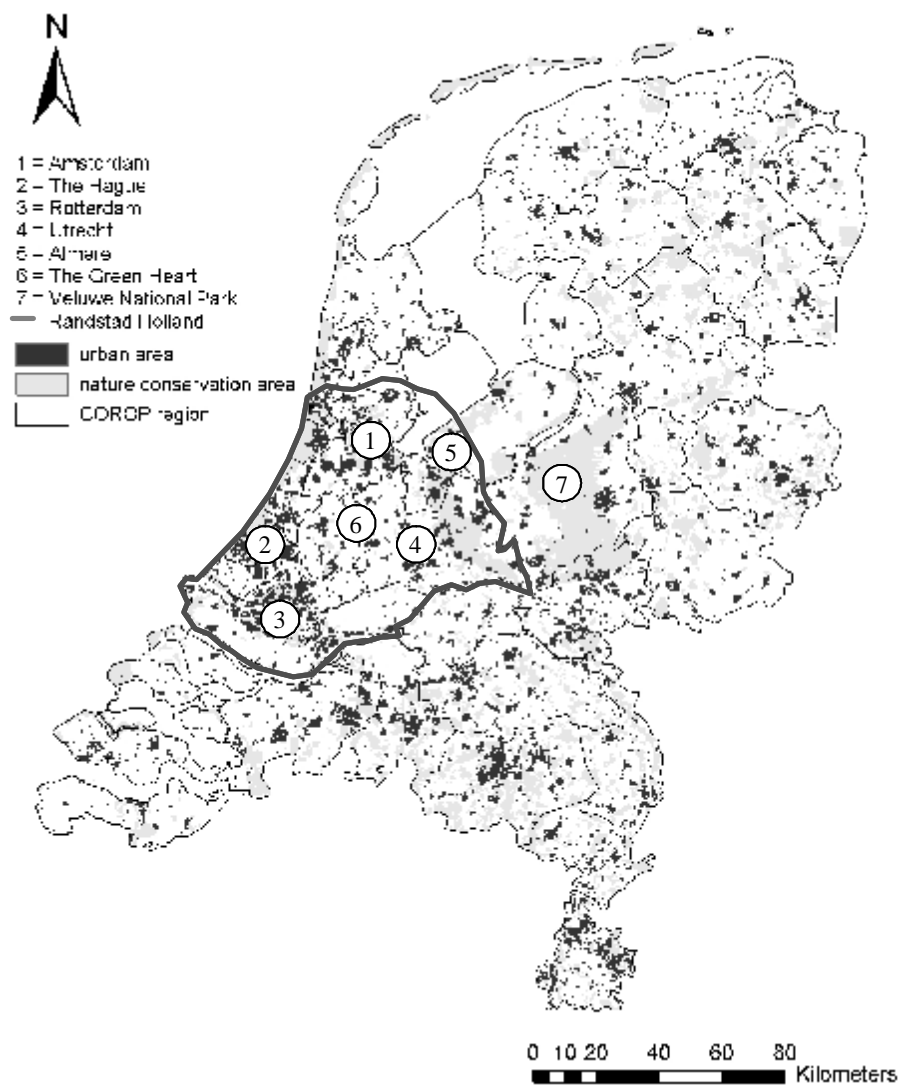 N
1 = Amsterdam
2 = The Hague
3 = Rotterdam
4 = Utrecht
5 = Almere
6 = The Green Heart
7 = Veluwe National Park
Randstad Holland
urban area
nature conservation area
COROP region
1
5
7
6
2
4
3
0 10 20 40 60 80
Kilometers